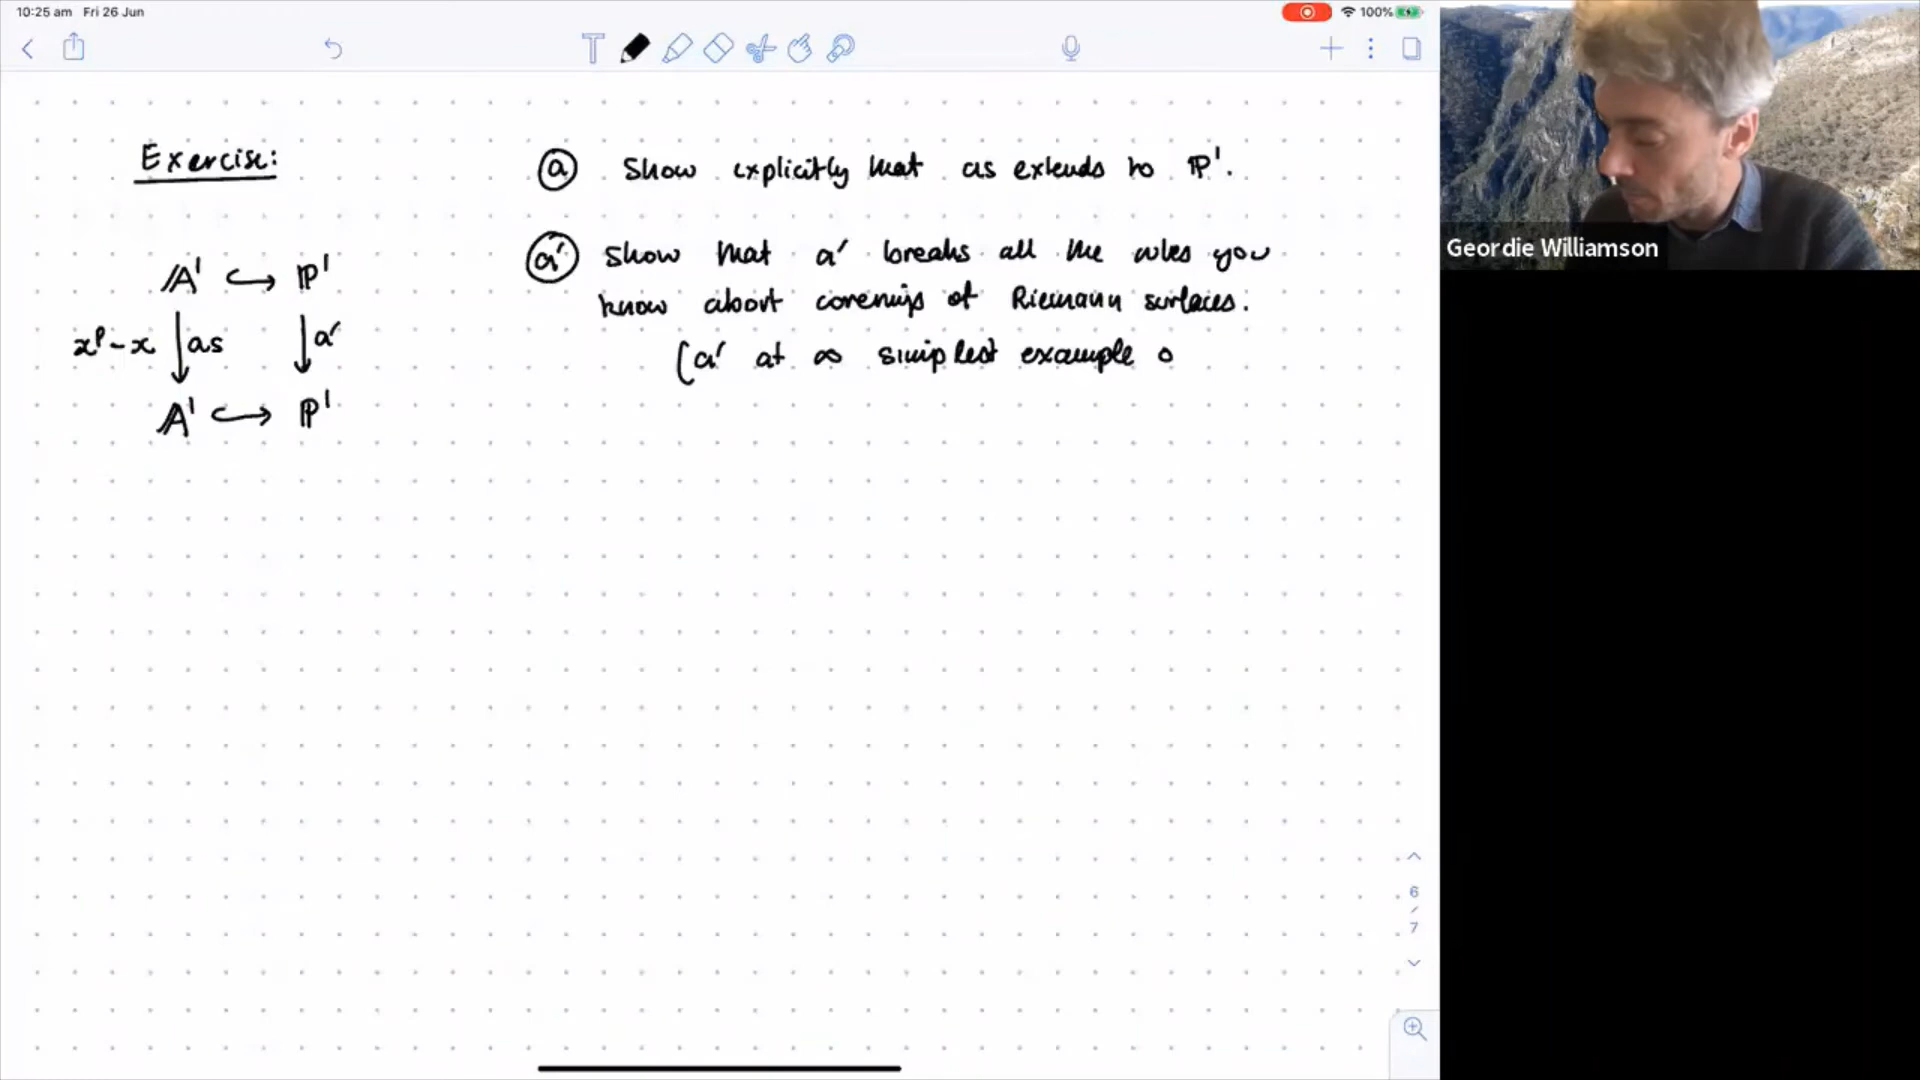 10:25 am Fri 26 Jun
100%
Geordie Williamson
Exercise:
𝔸¹ ↪ ℙ¹
xᵖ - x ↓ as ↓ a′
𝔸¹ ↪ ℙ¹
ⓐ Show explicitly that as extends to ℙ¹.
(a′) Show that a′ breaks all the rules you
know about coverings of Riemann surfaces.
(a′ at ∞ simplest example o
6
/
7